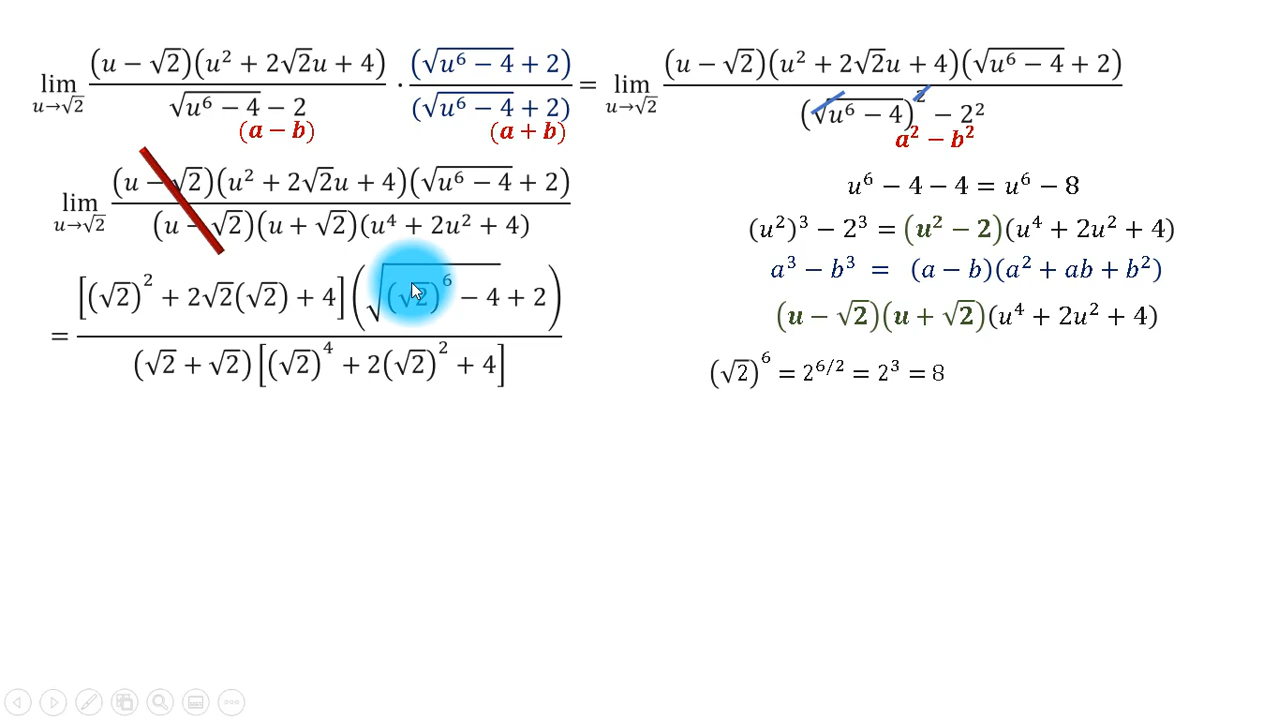 lim u→√2 (u − √2)(u² + 2√2u + 4) / √(u⁶ − 4) − 2 · (√(u⁶ − 4) + 2) / (√(u⁶ − 4) + 2) = lim u→√2 (u − √2)(u² + 2√2u + 4)(√(u⁶ − 4) + 2) / (√(u⁶ − 4))² − 2²
(a − b) (a + b) a² − b²
lim u→√2 (u − √2)(u² + 2√2u + 4)(√(u⁶ − 4) + 2) / (u − √2)(u + √2)(u⁴ + 2u² + 4)
= [(√2)² + 2√2(√2) + 4](√((√2)⁶ − 4) + 2) / (√2 + √2)[(√2)⁴ + 2(√2)² + 4]
u⁶ − 4 − 4 = u⁶ − 8
(u²)³ − 2³ = (u² − 2)(u⁴ + 2u² + 4)
a³ − b³ = (a − b)(a² + ab + b²)
(u − √2)(u + √2)(u⁴ + 2u² + 4)
(√2)⁶ = 2^{6/2} = 2³ = 8